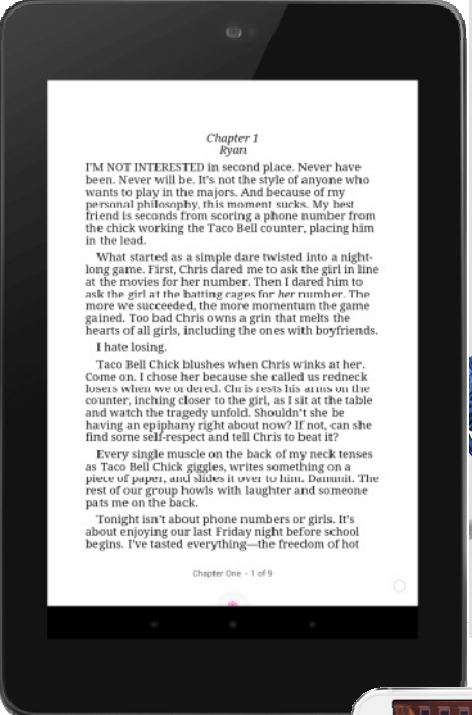 Chapter 1
Ryan
I'M NOT INTERESTED in second place. Never have
been. Never will be. It's not the style of anyone who
wants to play in the majors. And because of my
personal philosophy, this moment sucks. My best
friend is seconds from scoring a phone number from
the chick working the Taco Bell counter, placing him
in the lead.
What started as a simple dare twisted into a night-
long game. First, Chris dared me to ask the girl in line
at the movies for her number. Then I dared him to
ask the girl at the batting cages for her number. The
more we succeeded, the more momentum the game
gained. Too bad Chris owns a grin that melts the
hearts of all girls, including the ones with boyfriends.
I hate losing.
Taco Bell Chick blushes when Chris winks at her.
Come on. I chose her because she called us redneck
losers when we ordered. Chris rests his arms on the
counter, inching closer to the girl, as I sit at the table
and watch the tragedy unfold. Shouldn't she be
having an epiphany right about now? If not, can she
find some self-respect and tell Chris to beat it?
Every single muscle on the back of my neck tenses
as Taco Bell Chick giggles, writes something on a
piece of paper, and slides it over to him. Dammit. The
rest of our group howls with laughter and someone
pats me on the back.
Tonight isn't about phone numbers or girls. It's
about enjoying our last Friday night before school
begins. I've tasted everything—the freedom of hot
Chapter One - 1 of 9